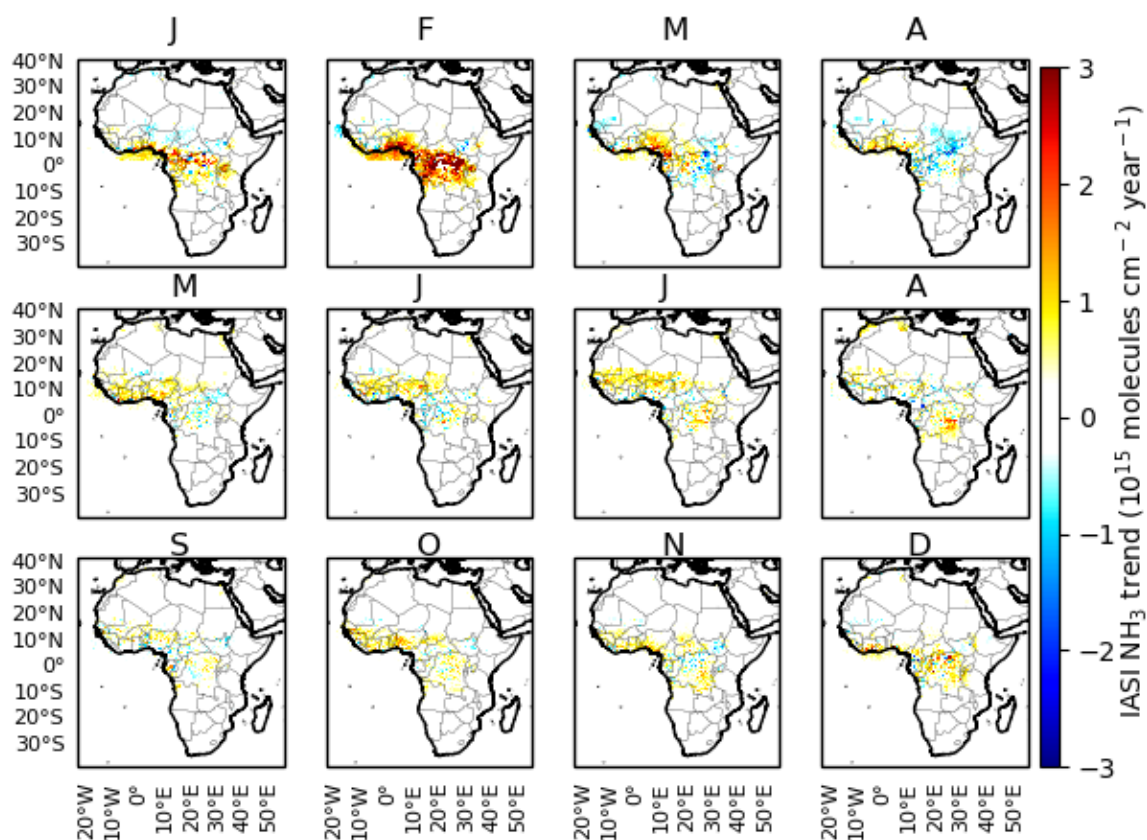 J F M A
40°N
30°N
20°N
10°N
0°
10°S
20°S
30°S
M J J A
40°N
30°N
20°N
10°N
0°
10°S
20°S
30°S
S O N D
40°N
30°N
20°N
10°N
0°
10°S
20°S
30°S
20°W 10°W 0° 10°E 20°E 30°E 40°E 50°E 20°W 10°W 0° 10°E 20°E 30°E 40°E 50°E 20°W 10°W 0° 10°E 20°E 30°E 40°E 50°E 20°W 10°W 0° 10°E 20°E 30°E 40°E 50°E
3
2
1
0
−1
−2
−3
IASI NH₃ trend (10¹⁵ molecules cm⁻² year⁻¹)